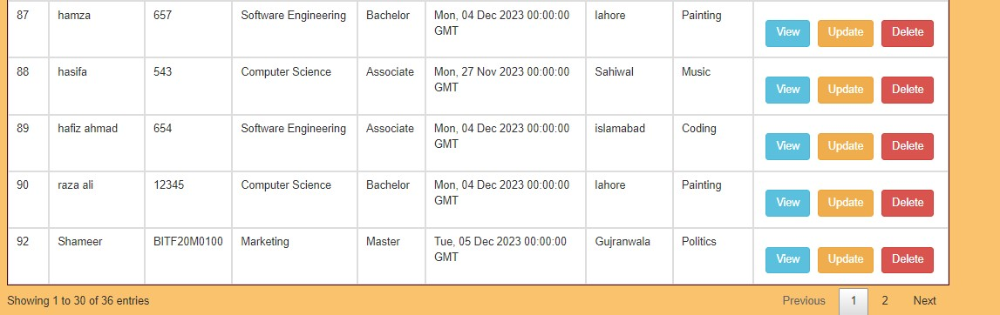 87 hamza 657 Software Engineering Bachelor Mon, 04 Dec 2023 00:00:00 GMT lahore Painting View Update Delete
88 hasifa 543 Computer Science Associate Mon, 27 Nov 2023 00:00:00 GMT Sahiwal Music View Update Delete
89 hafiz ahmad 654 Software Engineering Associate Mon, 04 Dec 2023 00:00:00 GMT islamabad Coding View Update Delete
90 raza ali 12345 Computer Science Bachelor Mon, 04 Dec 2023 00:00:00 GMT lahore Painting View Update Delete
92 Shameer BITF20M0100 Marketing Master Tue, 05 Dec 2023 00:00:00 GMT Gujranwala Politics View Update Delete
Showing 1 to 30 of 36 entries Previous 1 2 Next